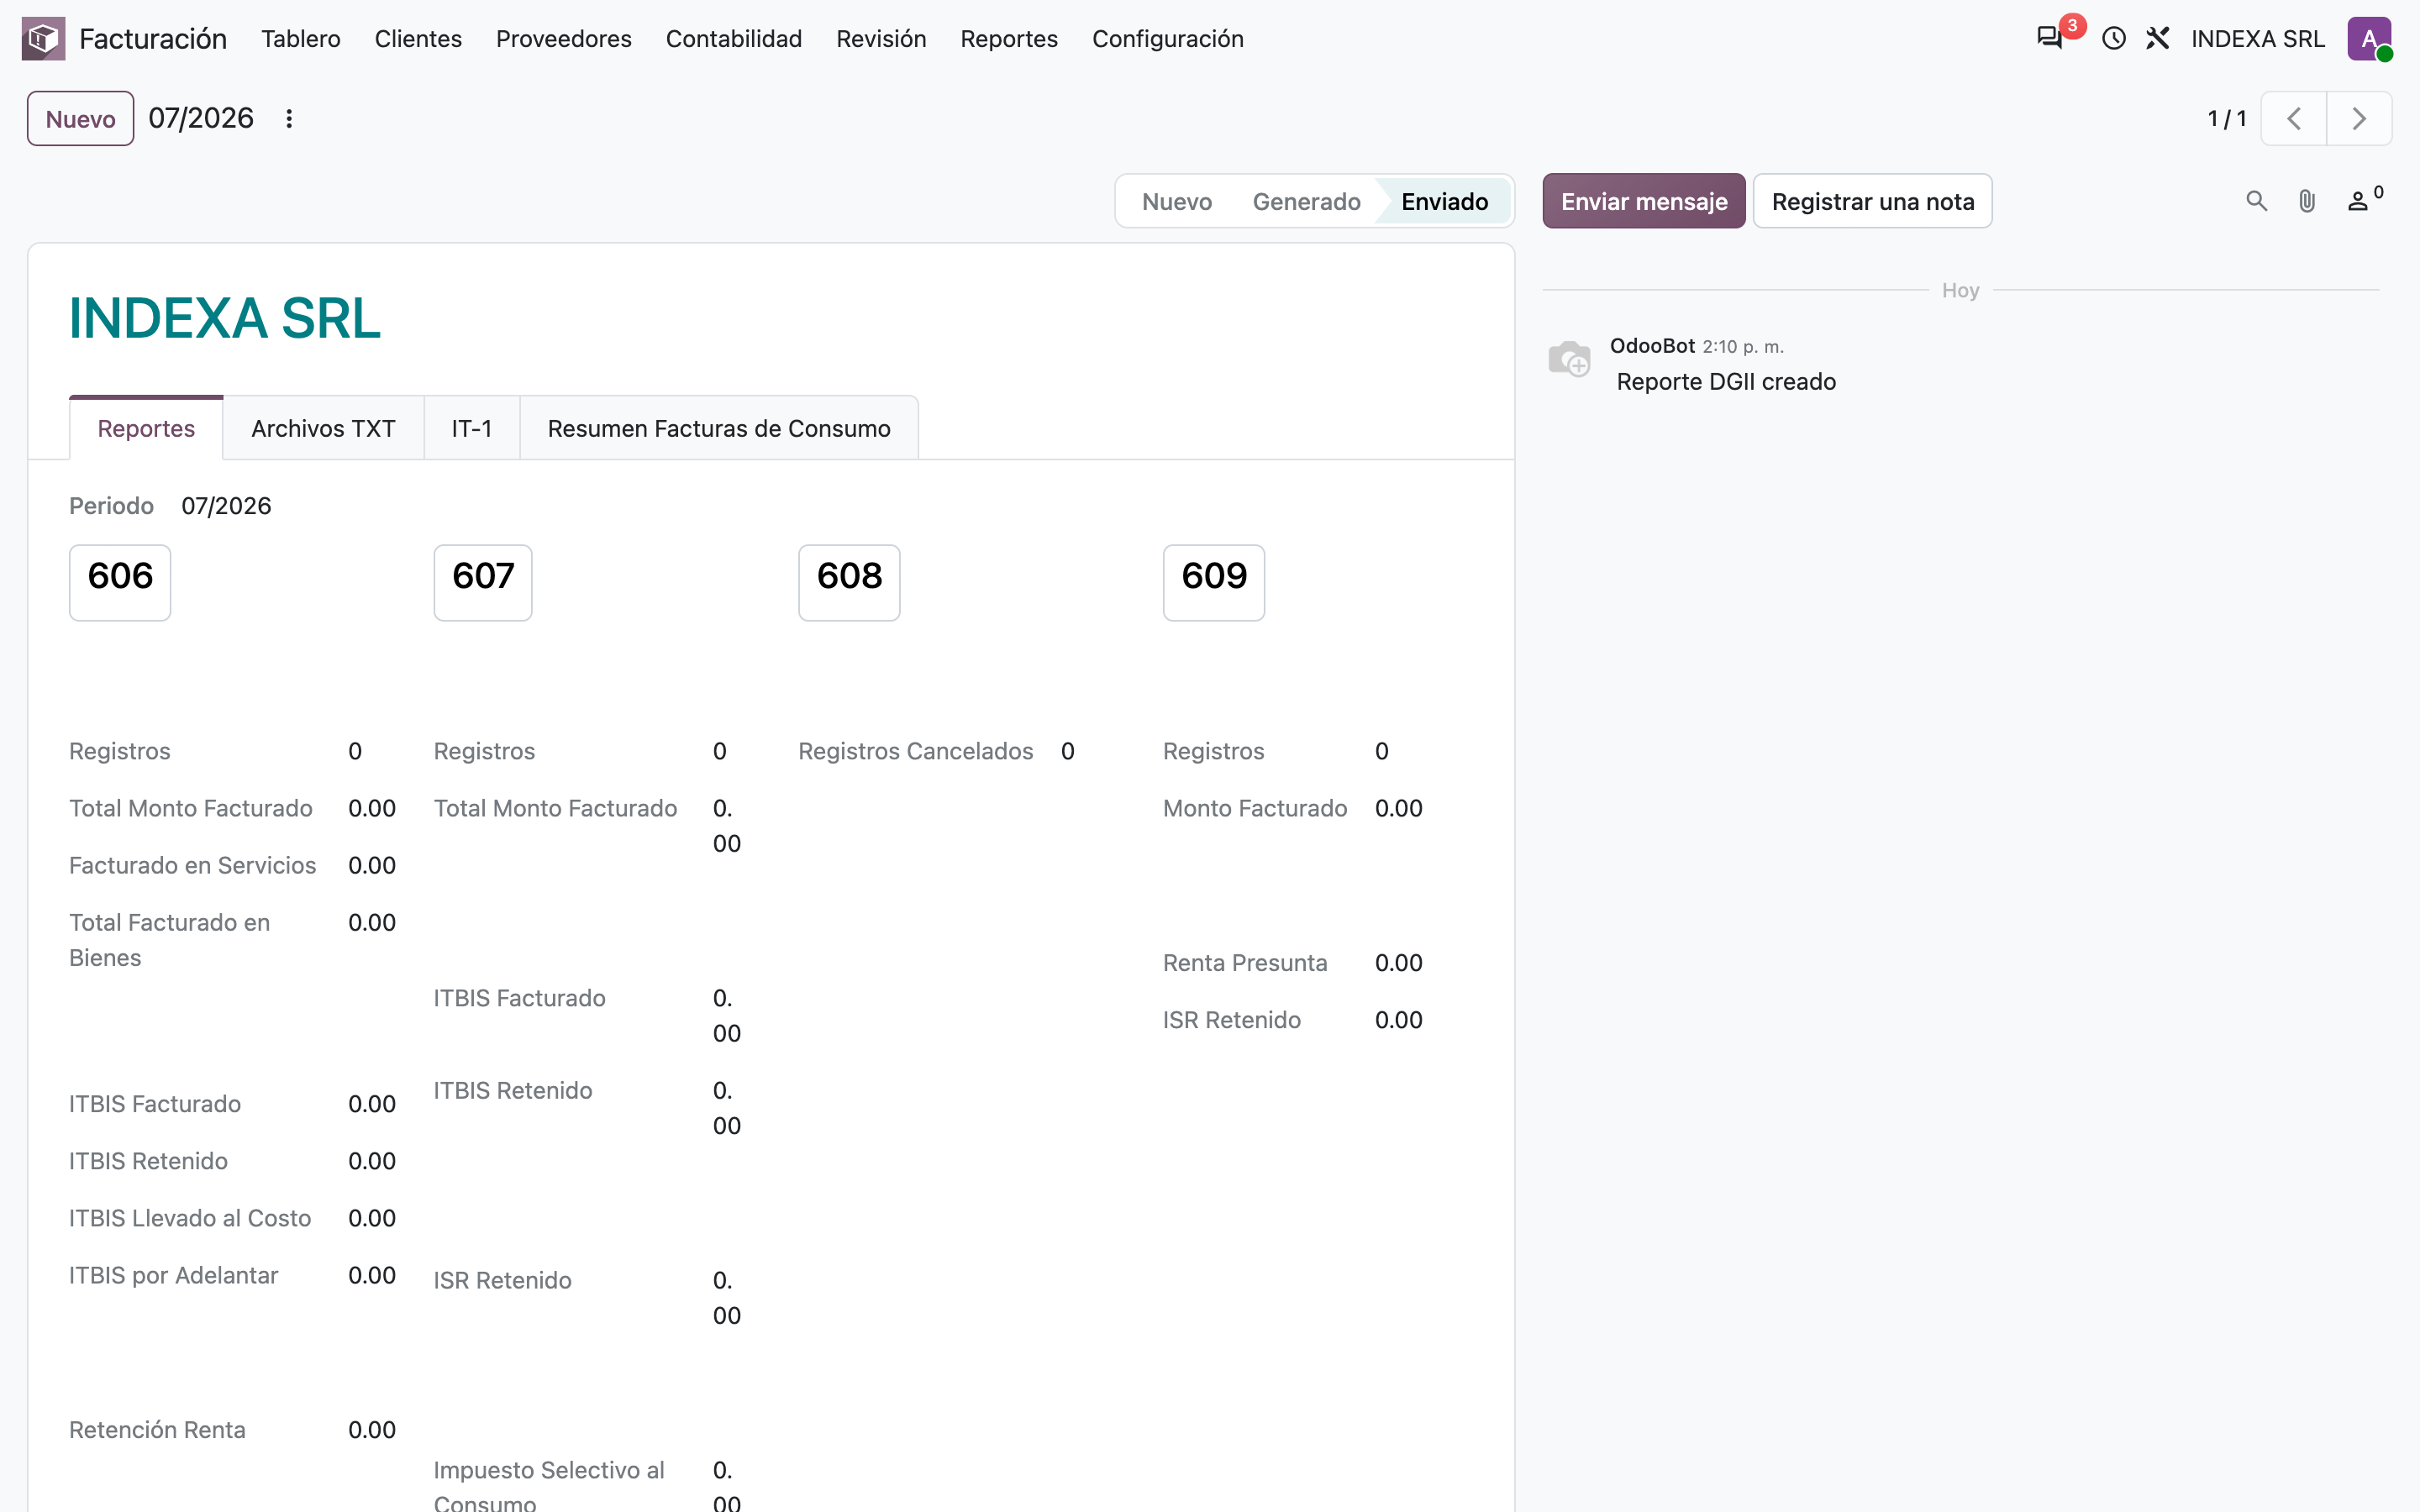 Facturación Tablero Clientes Proveedores Contabilidad Revisión Reportes Configuración 3 INDEXA SRL A
Nuevo 07/2026 1 / 1
Nuevo Generado Enviado Enviar mensaje Registrar una nota 0
INDEXA SRL
Hoy
OdooBot 2:10 p. m.
Reporte DGII creado
Reportes Archivos TXT IT-1 Resumen Facturas de Consumo
Periodo 07/2026
606 607 608 609
Registros 0 Registros 0 Registros Cancelados 0 Registros 0
Total Monto Facturado 0.00 Total Monto Facturado 0. Monto Facturado 0.00
00
Facturado en Servicios 0.00
Total Facturado en 0.00
Bienes
Renta Presunta 0.00
ITBIS Facturado 0.
ISR Retenido 0.00
00
ITBIS Retenido 0.
ITBIS Facturado 0.00
00
ITBIS Retenido 0.00
ITBIS Llevado al Costo 0.00
ITBIS por Adelantar 0.00 ISR Retenido 0.
00
Retención Renta 0.00
Impuesto Selectivo al 0.
Consumo 00